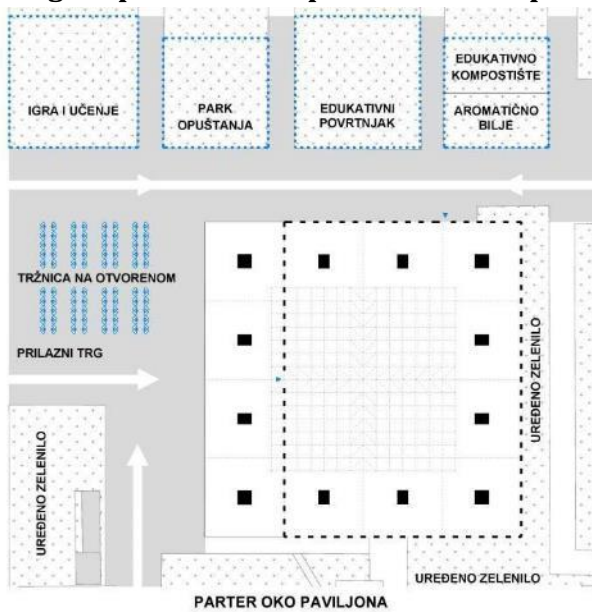 IGRA I UČENJE
PARK
OPUŠTANJA
EDUKATIVNI
POVRTNJAK
EDUKATIVNO
KOMPOSTIŠTE
AROMATIČNO
BILJE
TRŽNICA NA OTVORENOM
PRILAZNI TRG
UREĐENO ZELENILO
UREĐENO ZELENILO
UREĐENO ZELENILO
PARTER OKO PAVILJONA